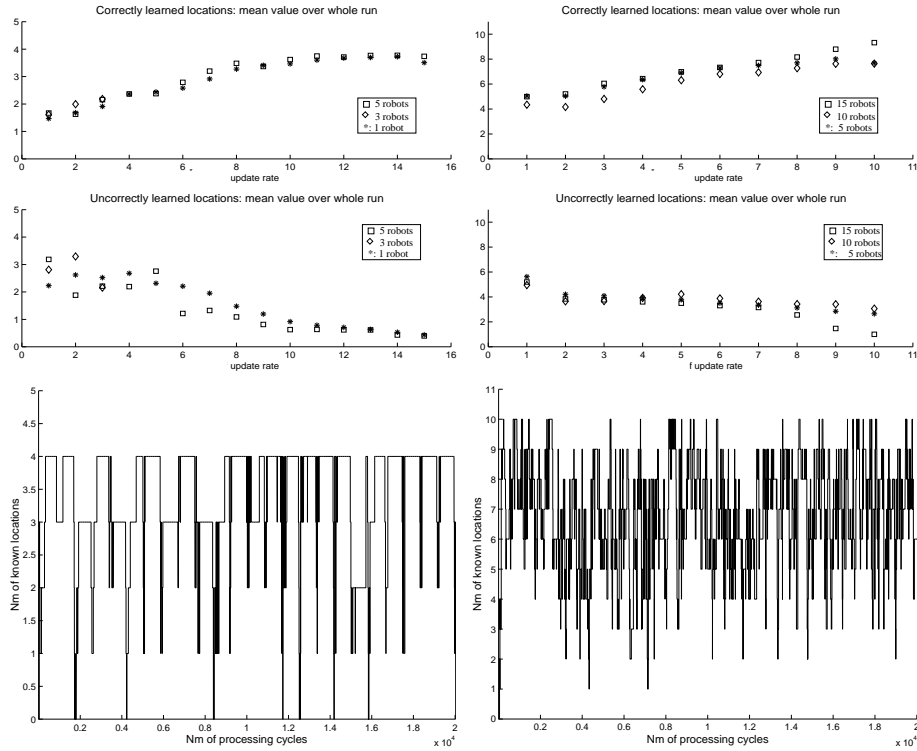 Correctly learned locations: mean value over whole run
5
4
3
2
1
0
0 2 4 6 8 10 12 14 16
update rate
5 robots
3 robots
*: 1 robot
Correctly learned locations: mean value over whole run
10
8
6
4
2
0
0 1 2 3 4 5 6 7 8 9 10 11
update rate
15 robots
10 robots
*: 5 robots
Uncorrectly learned locations: mean value over whole run
5
4
3
2
1
0
0 2 4 6 8 10 12 14 16
update rate
5 robots
3 robots
*: 1 robot
Uncorrectly learned locations: mean value over whole run
10
8
6
4
2
0
0 1 2 3 4 5 6 7 8 9 10 11
f update rate
15 robots
10 robots
*: 5 robots
Nm of known locations
5
4.5
4
3.5
3
2.5
2
1.5
1
0.5
0
0.2 0.4 0.6 0.8 1 1.2 1.4 1.6 1.8 2
Nm of processing cycles
x 10^4
Nm of known locations
11
10
9
8
7
6
5
4
3
2
1
0
0.2 0.4 0.6 0.8 1 1.2 1.4 1.6 1.8 2
Nm of processing cycles
x 10^4